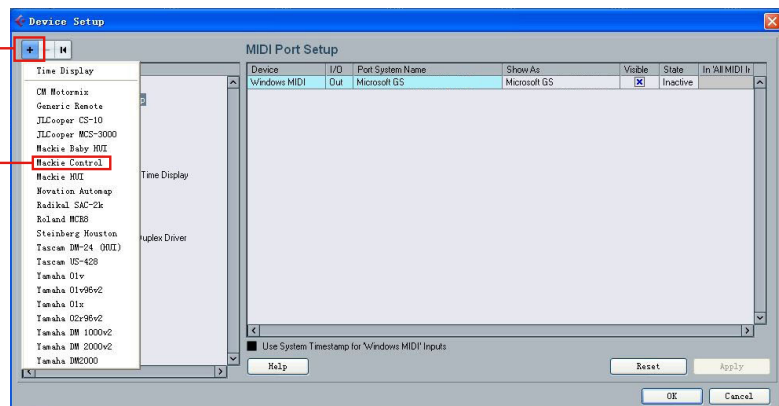 Device Setup
+ -
MIDI Port Setup
Time Display
CM Motormix
Generic Remote
JLCooper CS-10
JLCooper MCS-3000
Mackie Baby HUI
Mackie Control
Mackie HUI
Novation Automap
Radikal SAC-2k
Roland MCR8
Steinberg Houston
Tascam DM-24 (HUI)
Tascam US-428
Yamaha 01v
Yamaha 01v96v2
Yamaha 01x
Yamaha 02r96v2
Yamaha DM 1000v2
Yamaha DM 2000v2
Yamaha DM2000
Time Display
uplex Driver
Device I/O Port System Name Show As Visible State In 'All MIDI Ir
Windows MIDI Out Microsoft GS Microsoft GS Inactive
Use System Timestamp for 'Windows MIDI' Inputs
Help Reset Apply
OK Cancel